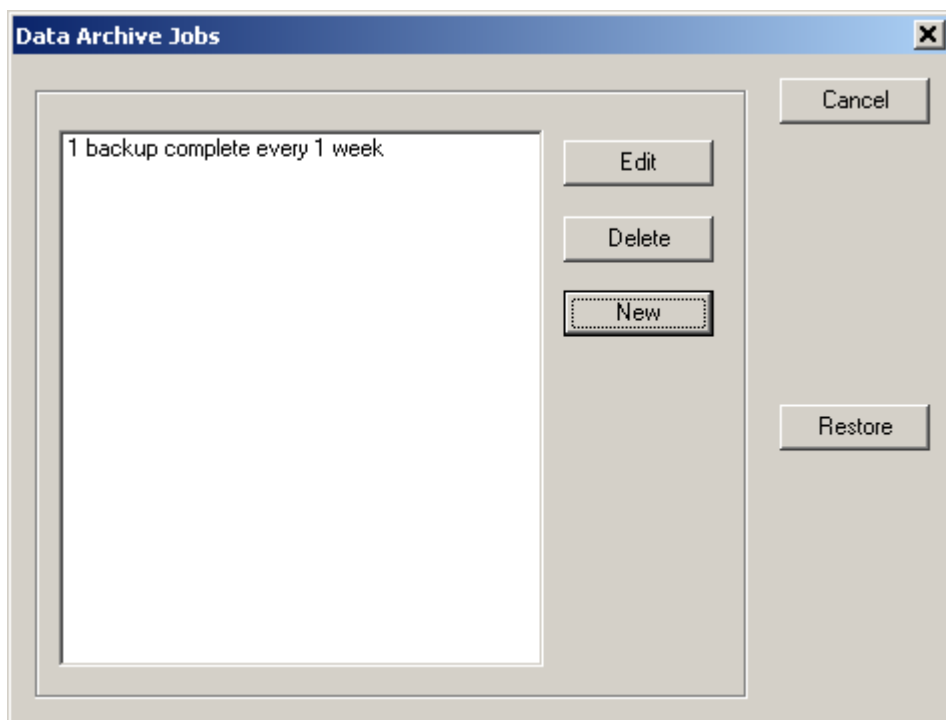 Data Archive Jobs
Cancel
1 backup complete every 1 week
Edit
Delete
New
Restore